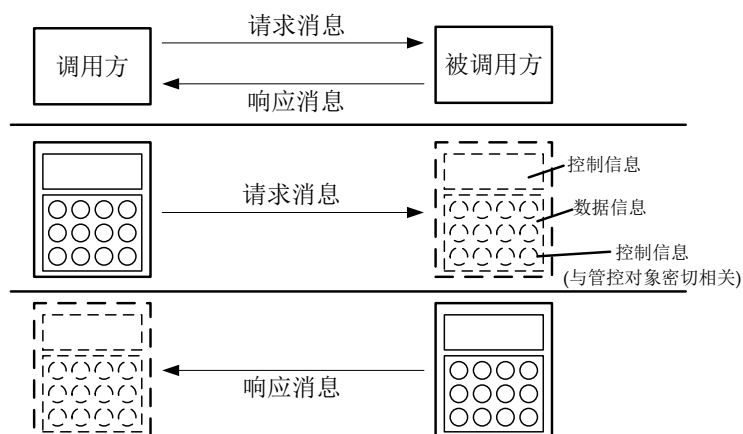 请求消息
调用方
被调用方
响应消息
控制信息
请求消息
数据信息
控制信息
(与管控对象密切相关)
响应消息